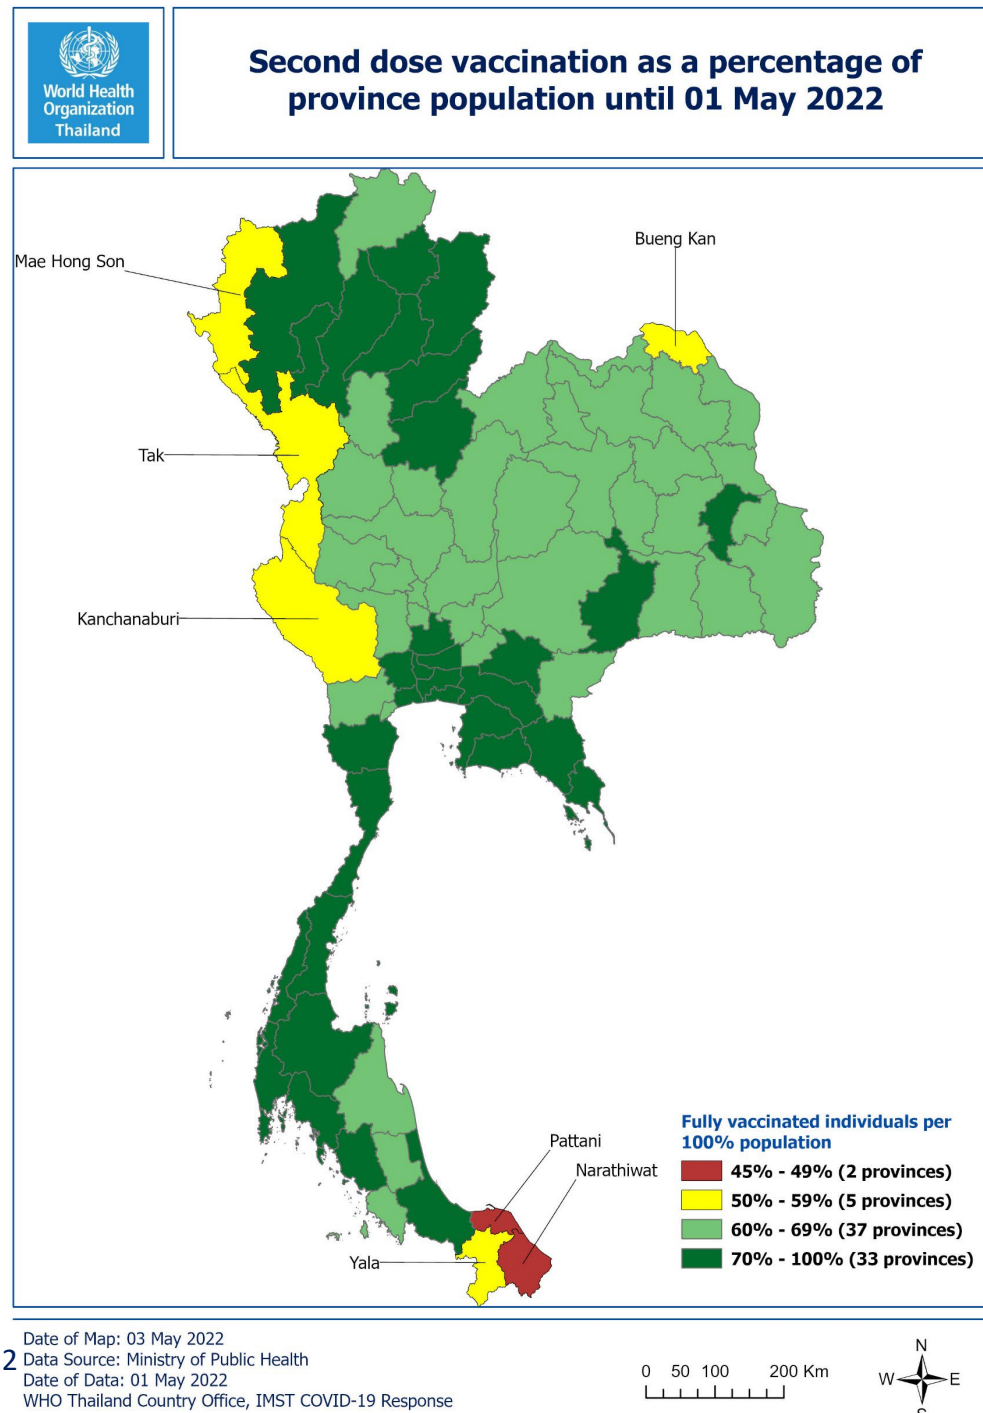 World Health
Organization
Thailand
Second dose vaccination as a percentage of
province population until 01 May 2022
Bueng Kan
Mae Hong Son
Tak
Kanchanaburi
Pattani
Narathiwat
Yala
Fully vaccinated individuals per
100% population
45% - 49% (2 provinces)
50% - 59% (5 provinces)
60% - 69% (37 provinces)
70% - 100% (33 provinces)
Date of Map: 03 May 2022
2 Data Source: Ministry of Public Health
Date of Data: 01 May 2022
WHO Thailand Country Office, IMST COVID-19 Response
0 50 100 200 Km
N
W E
S